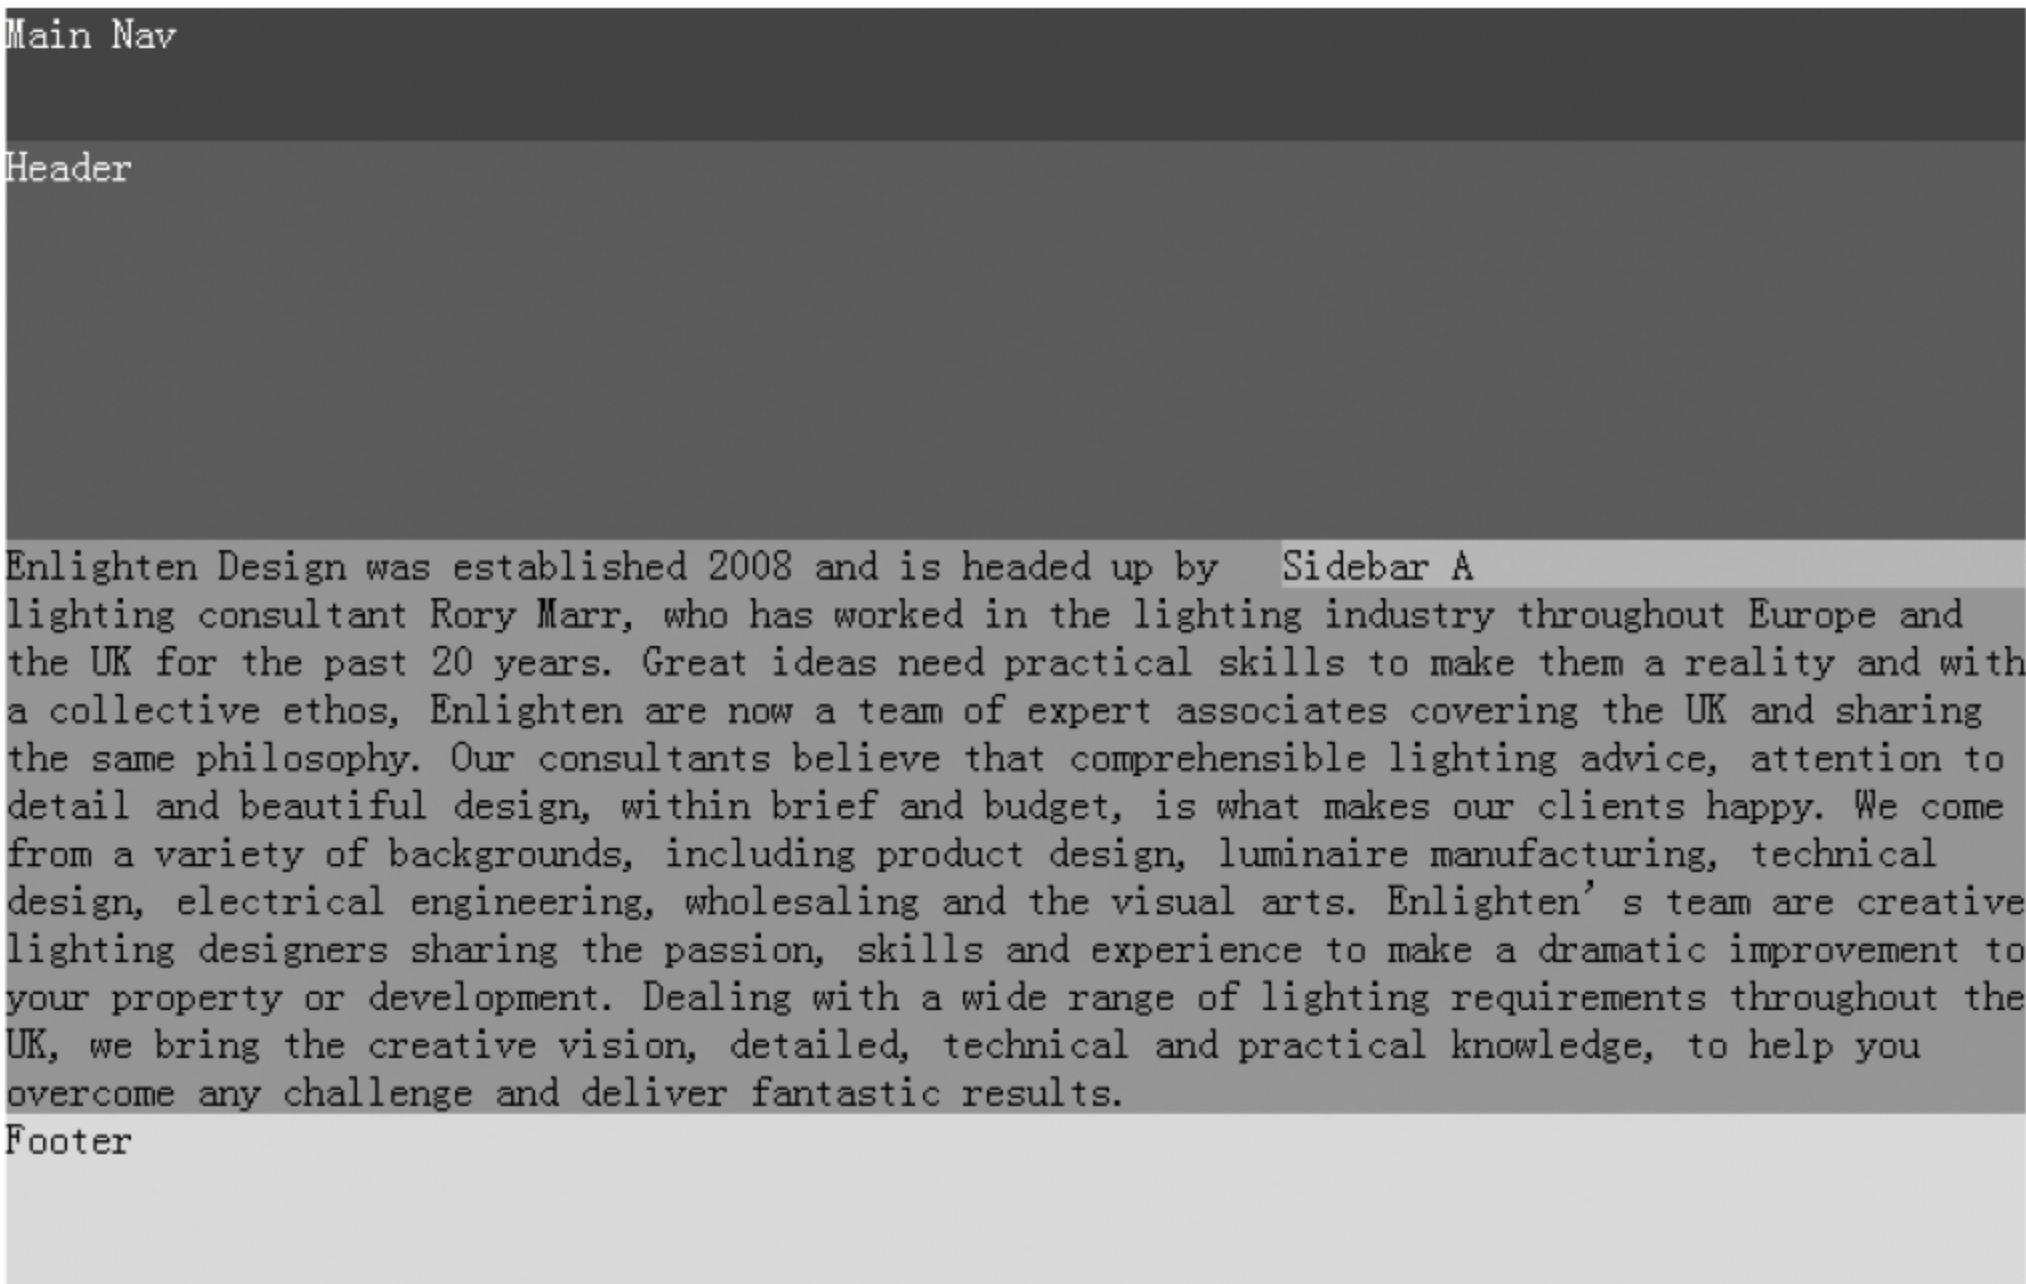 Main Nav
Header
Enlighten Design was established 2008 and is headed up by
Sidebar A
lighting consultant Rory Marr, who has worked in the lighting industry throughout Europe and
the UK for the past 20 years. Great ideas need practical skills to make them a reality and with
a collective ethos, Enlighten are now a team of expert associates covering the UK and sharing
the same philosophy. Our consultants believe that comprehensible lighting advice, attention to
detail and beautiful design, within brief and budget, is what makes our clients happy. We come
from a variety of backgrounds, including product design, luminaire manufacturing, technical
design, electrical engineering, wholesaling and the visual arts. Enlighten’s team are creative
lighting designers sharing the passion, skills and experience to make a dramatic improvement to
your property or development. Dealing with a wide range of lighting requirements throughout the
UK, we bring the creative vision, detailed, technical and practical knowledge, to help you
overcome any challenge and deliver fantastic results.
Footer